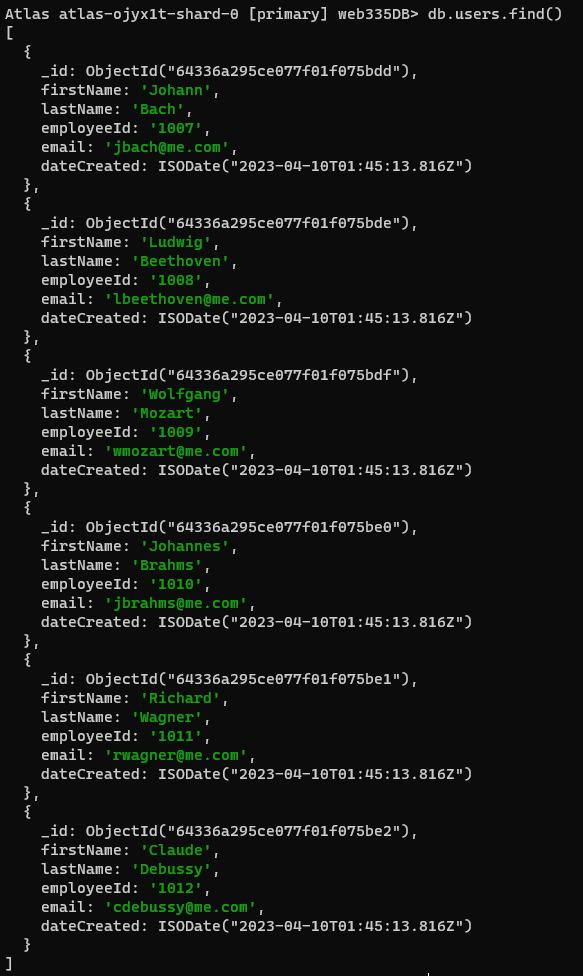 Atlas atlas-ojyx1t-shard-0 [primary] web335DB> db.users.find()
[
  {
    _id: ObjectId("64336a295ce077f01f075bdd"),
    firstName: 'Johann',
    lastName: 'Bach',
    employeeId: '1007',
    email: 'jbach@me.com',
    dateCreated: ISODate("2023-04-10T01:45:13.816Z")
  },
  {
    _id: ObjectId("64336a295ce077f01f075bde"),
    firstName: 'Ludwig',
    lastName: 'Beethoven',
    employeeId: '1008',
    email: 'lbeethoven@me.com',
    dateCreated: ISODate("2023-04-10T01:45:13.816Z")
  },
  {
    _id: ObjectId("64336a295ce077f01f075bdf"),
    firstName: 'Wolfgang',
    lastName: 'Mozart',
    employeeId: '1009',
    email: 'wmozart@me.com',
    dateCreated: ISODate("2023-04-10T01:45:13.816Z")
  },
  {
    _id: ObjectId("64336a295ce077f01f075be0"),
    firstName: 'Johannes',
    lastName: 'Brahms',
    employeeId: '1010',
    email: 'jbrahms@me.com',
    dateCreated: ISODate("2023-04-10T01:45:13.816Z")
  },
  {
    _id: ObjectId("64336a295ce077f01f075be1"),
    firstName: 'Richard',
    lastName: 'Wagner',
    employeeId: '1011',
    email: 'rwagner@me.com',
    dateCreated: ISODate("2023-04-10T01:45:13.816Z")
  },
  {
    _id: ObjectId("64336a295ce077f01f075be2"),
    firstName: 'Claude',
    lastName: 'Debussy',
    employeeId: '1012',
    email: 'cdebussy@me.com',
    dateCreated: ISODate("2023-04-10T01:45:13.816Z")
  }
]